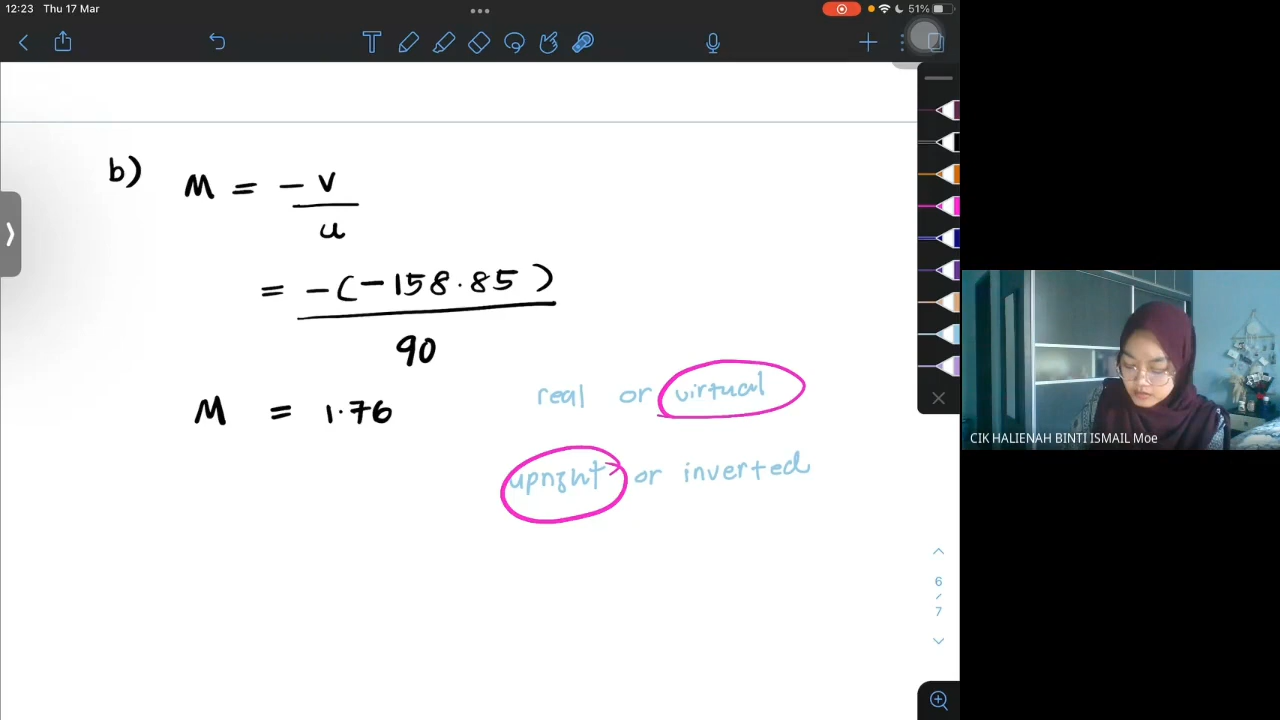 12:23 Thu 17 Mar
51%
b) M = - v
u
= -(-158.85)
90
M = 1.76
real or virtual
upright or inverted
6
/
7
CIK HALIENAH BINTI ISMAIL Moe